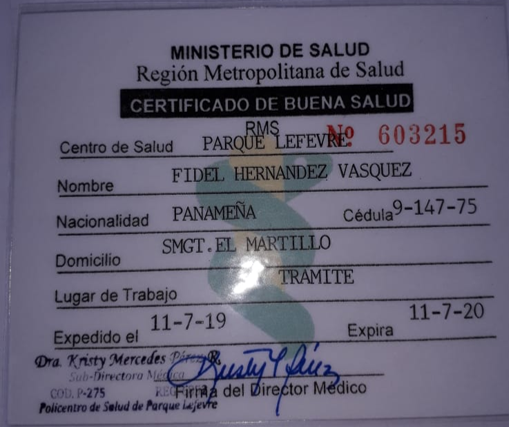 MINISTERIO DE SALUD
Región Metropolitana de Salud
CERTIFICADO DE BUENA SALUD
RMS
Centro de Salud PARQUE LEFEVRE Nº 603215
Nombre FIDEL HERNANDEZ VASQUEZ
Nacionalidad PANAMEÑA Cédula 9-147-75
Domicilio SMGT.EL MARTILLO
Lugar de Trabajo TRAMITE
Expedido el 11-7-19 Expira 11-7-20
Dra. Kristy Mercedes Pérez R.
Sub-Directora Médica
COD. P-275
Firma del Director Médico
Policentro de Salud de Parque Lefevre